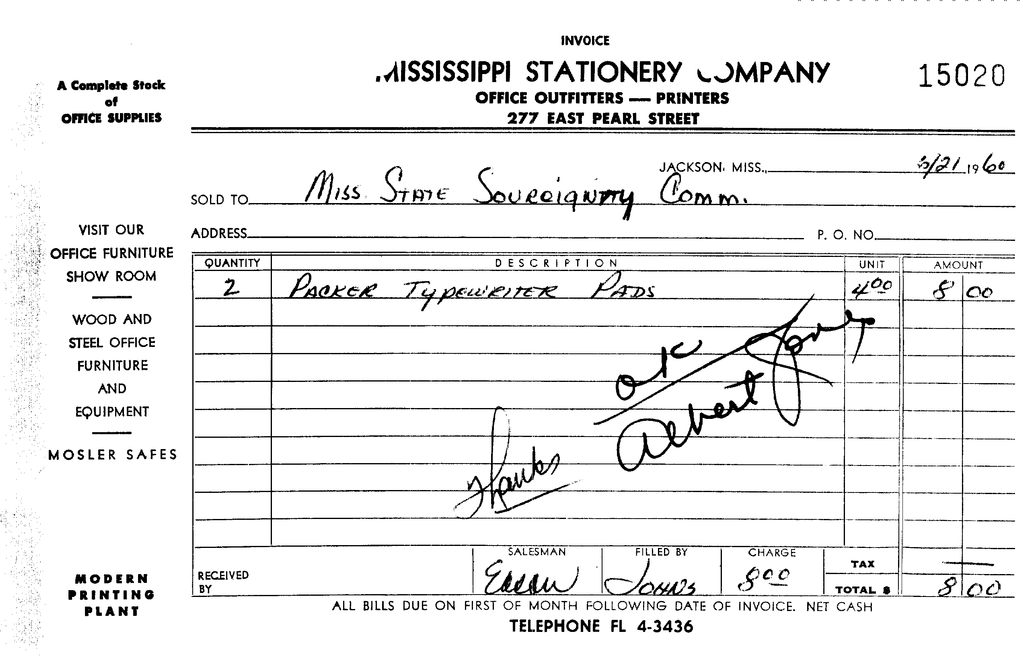 INVOICE
MISSISSIPPI STATIONERY COMPANY
15020
A Complete Stock
of
OFFICE SUPPLIES
OFFICE OUTFITTERS — PRINTERS
277 EAST PEARL STREET
JACKSON, MISS., 3/21 1960
SOLD TO Miss. State Sovroignty Comm.
ADDRESS P. O. NO.
VISIT OUR
OFFICE FURNITURE
SHOW ROOM
WOOD AND
STEEL OFFICE
FURNITURE
AND
EQUIPMENT
MOSLER SAFES
QUANTITY DESCRIPTION UNIT AMOUNT
2 Packer Typewriter Pads 4.00 8 00
OK
Albert Jones
Thanks
SALESMAN FILLED BY CHARGE TAX —
RECEIVED
BY Johns 8.00 TOTAL $ 8 00
MODERN
PRINTING
PLANT
ALL BILLS DUE ON FIRST OF MONTH FOLLOWING DATE OF INVOICE. NET CASH
TELEPHONE FL 4-3436